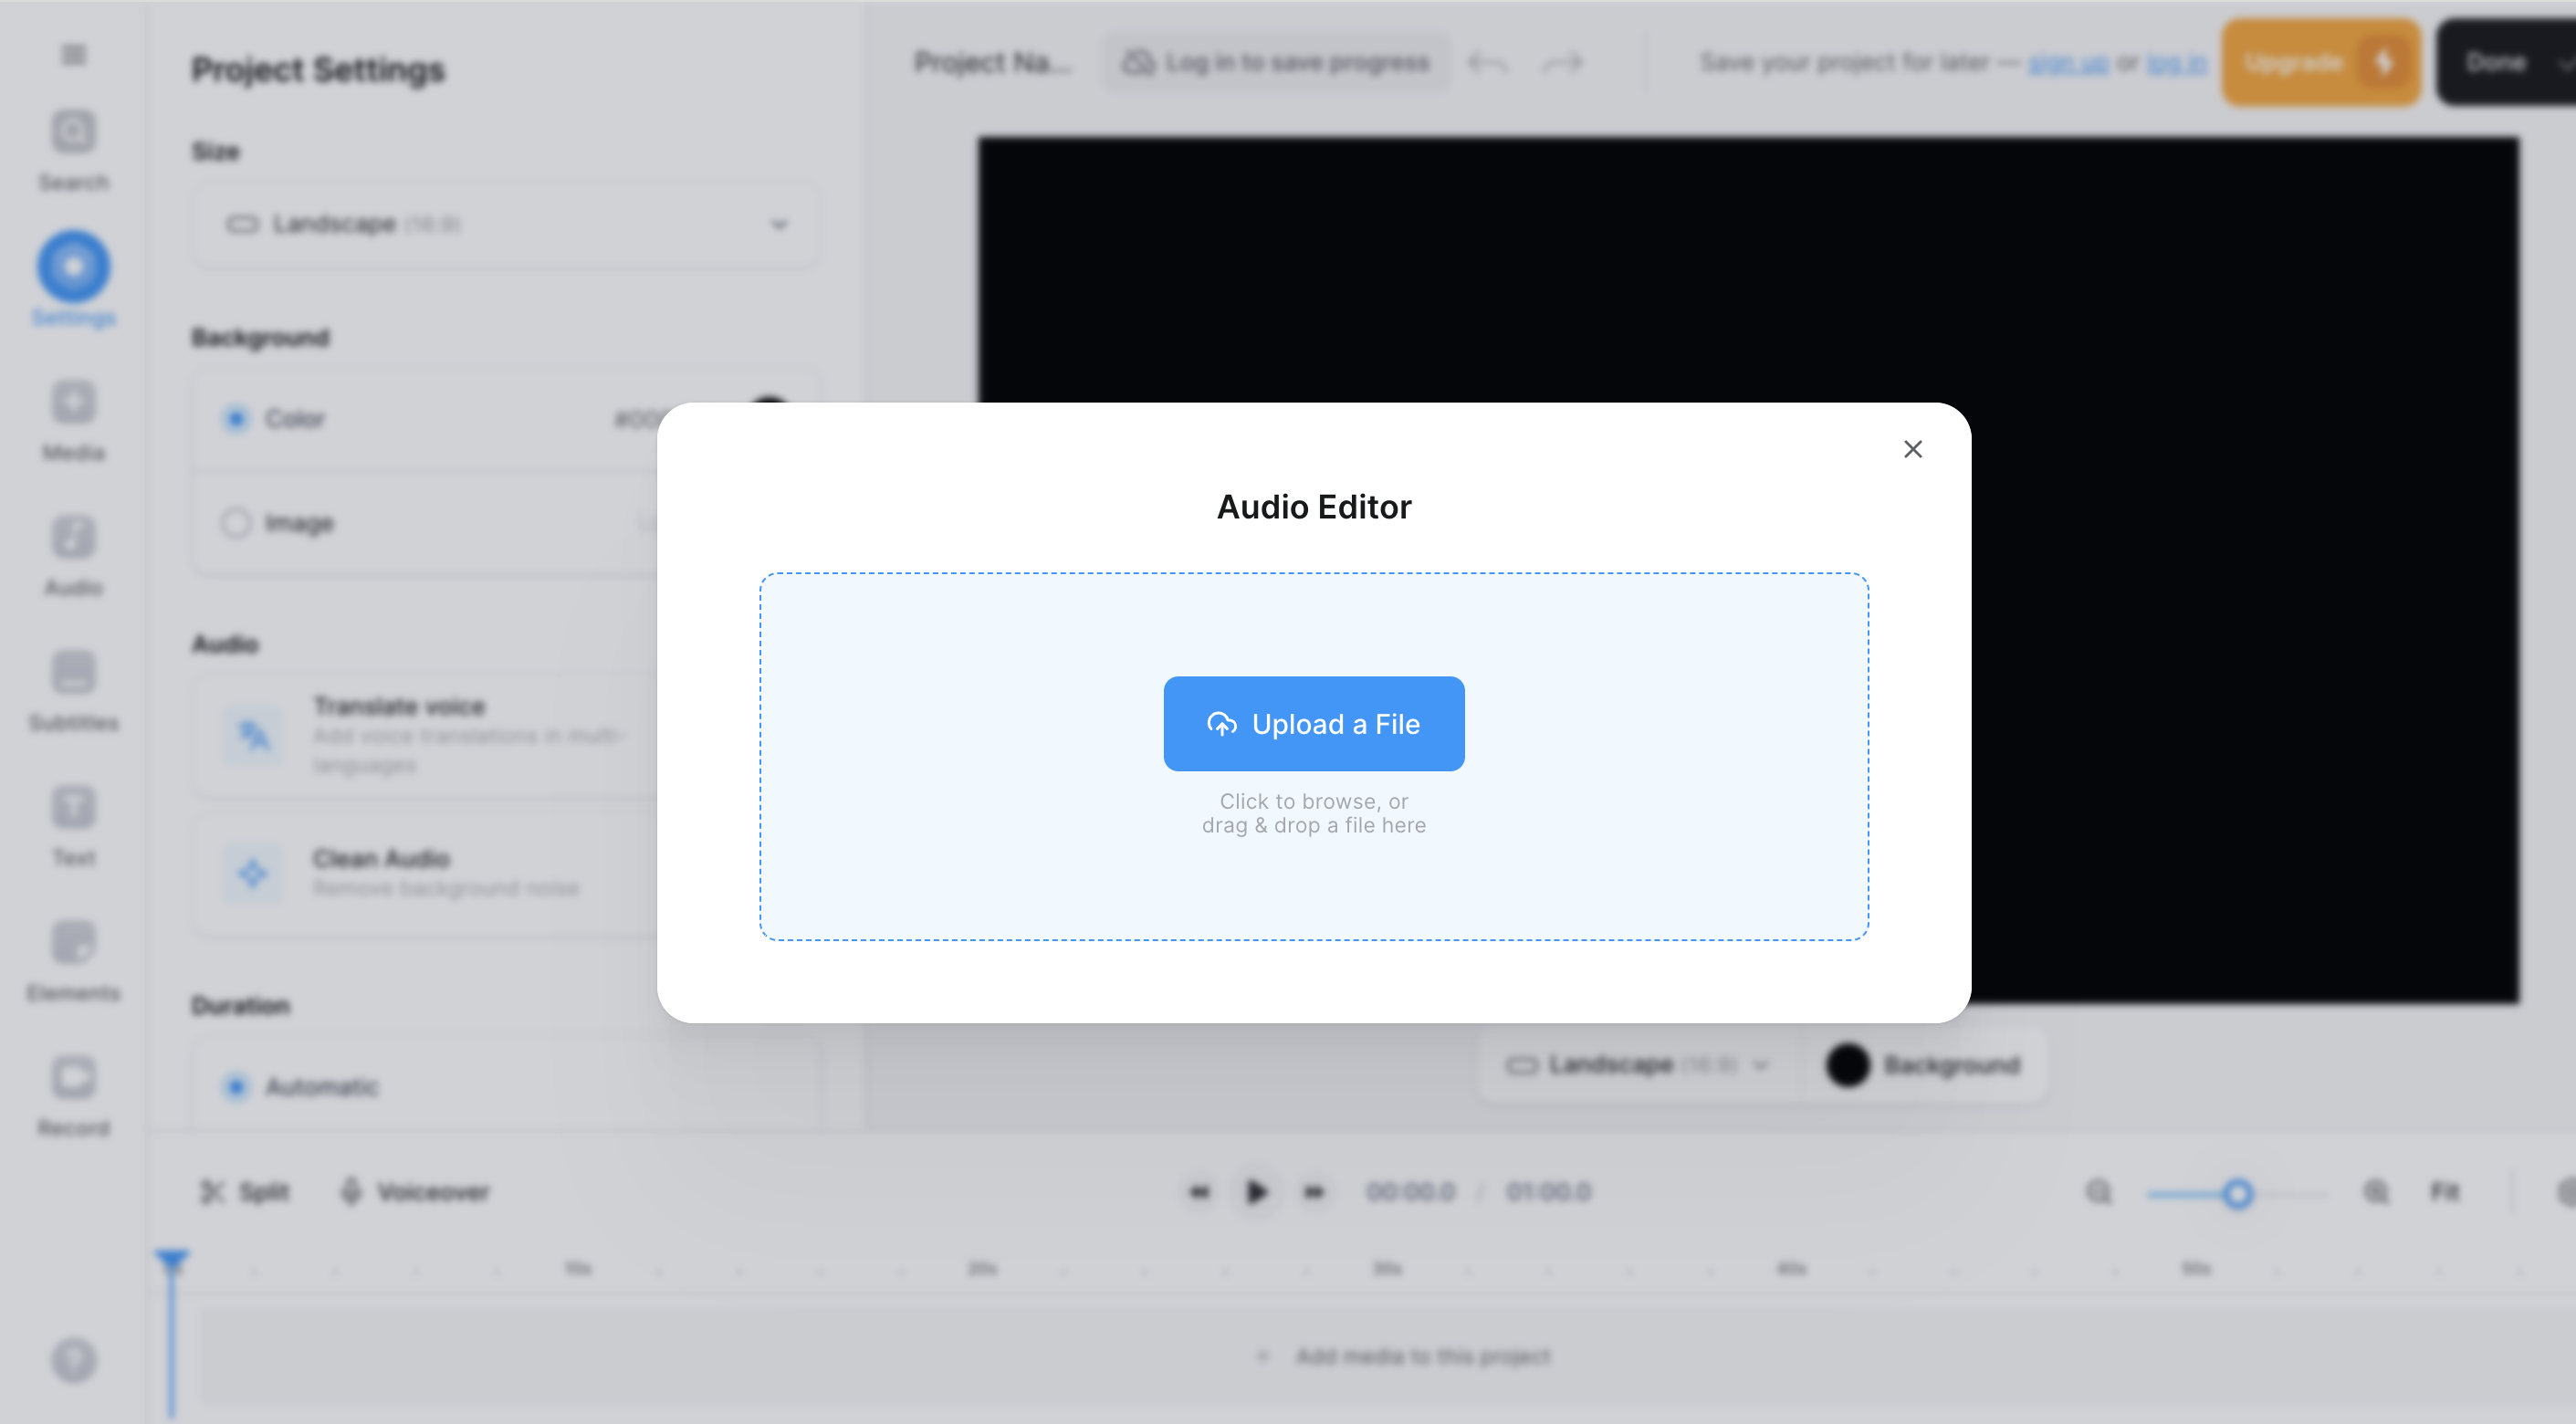 Project Settings
Project Na...
Log in to save progress
Save your project for later — sign up or log in
Upgrade
Done
Search
Settings
Media
Audio
Subtitles
Text
Elements
Record
Size
Landscape (16:9)
Background
Color
#000
Image
Audio
Translate voice
Add voice translations in multi-
languages
Clean Audio
Remove background noise
Duration
Automatic
Audio Editor
Upload a File
Click to browse, or
drag & drop a file here
Landscape (16:9)
Background
Split
Voiceover
00:00.0 / 01:00.0
Fit
10s 20s 30s 40s 50s
+ Add media to this project